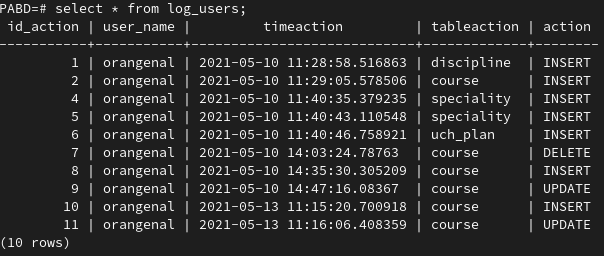 PABD=# select * from log_users;
 id_action | user_name |         timeaction         | tableaction | action
-----------+-----------+----------------------------+-------------+--------
         1 | orangenal | 2021-05-10 11:28:58.516863 | discipline  | INSERT
         2 | orangenal | 2021-05-10 11:29:05.578506 | course      | INSERT
         4 | orangenal | 2021-05-10 11:40:35.379235 | speciality  | INSERT
         5 | orangenal | 2021-05-10 11:40:43.110548 | speciality  | INSERT
         6 | orangenal | 2021-05-10 11:40:46.758921 | uch_plan    | INSERT
         7 | orangenal | 2021-05-10 14:03:24.78763  | course      | DELETE
         8 | orangenal | 2021-05-10 14:35:30.305209 | course      | INSERT
         9 | orangenal | 2021-05-10 14:47:16.08367  | course      | UPDATE
        10 | orangenal | 2021-05-13 11:15:20.700918 | course      | INSERT
        11 | orangenal | 2021-05-13 11:16:06.408359 | course      | UPDATE
(10 rows)